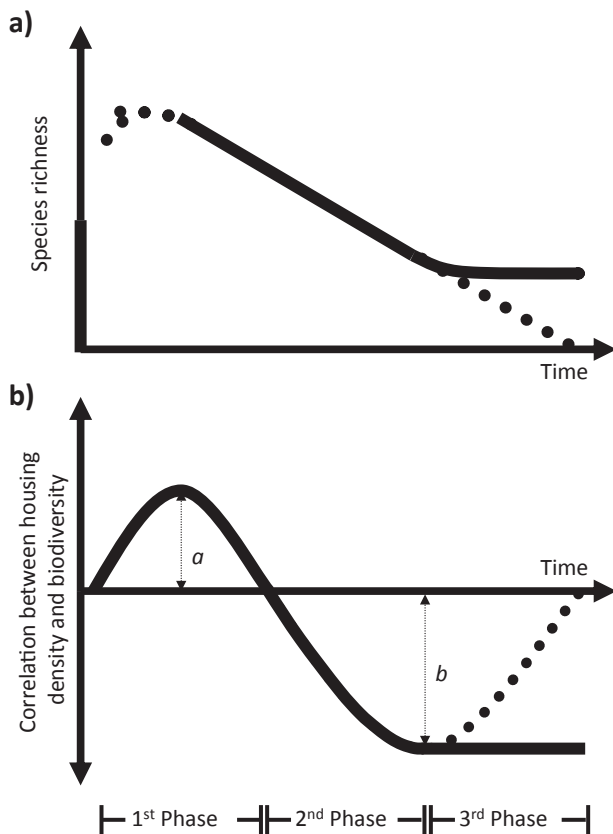 a)
Species richness
Time
b)
Correlation between housing
density and biodiversity
Time
a
b
1st Phase
2nd Phase
3rd Phase